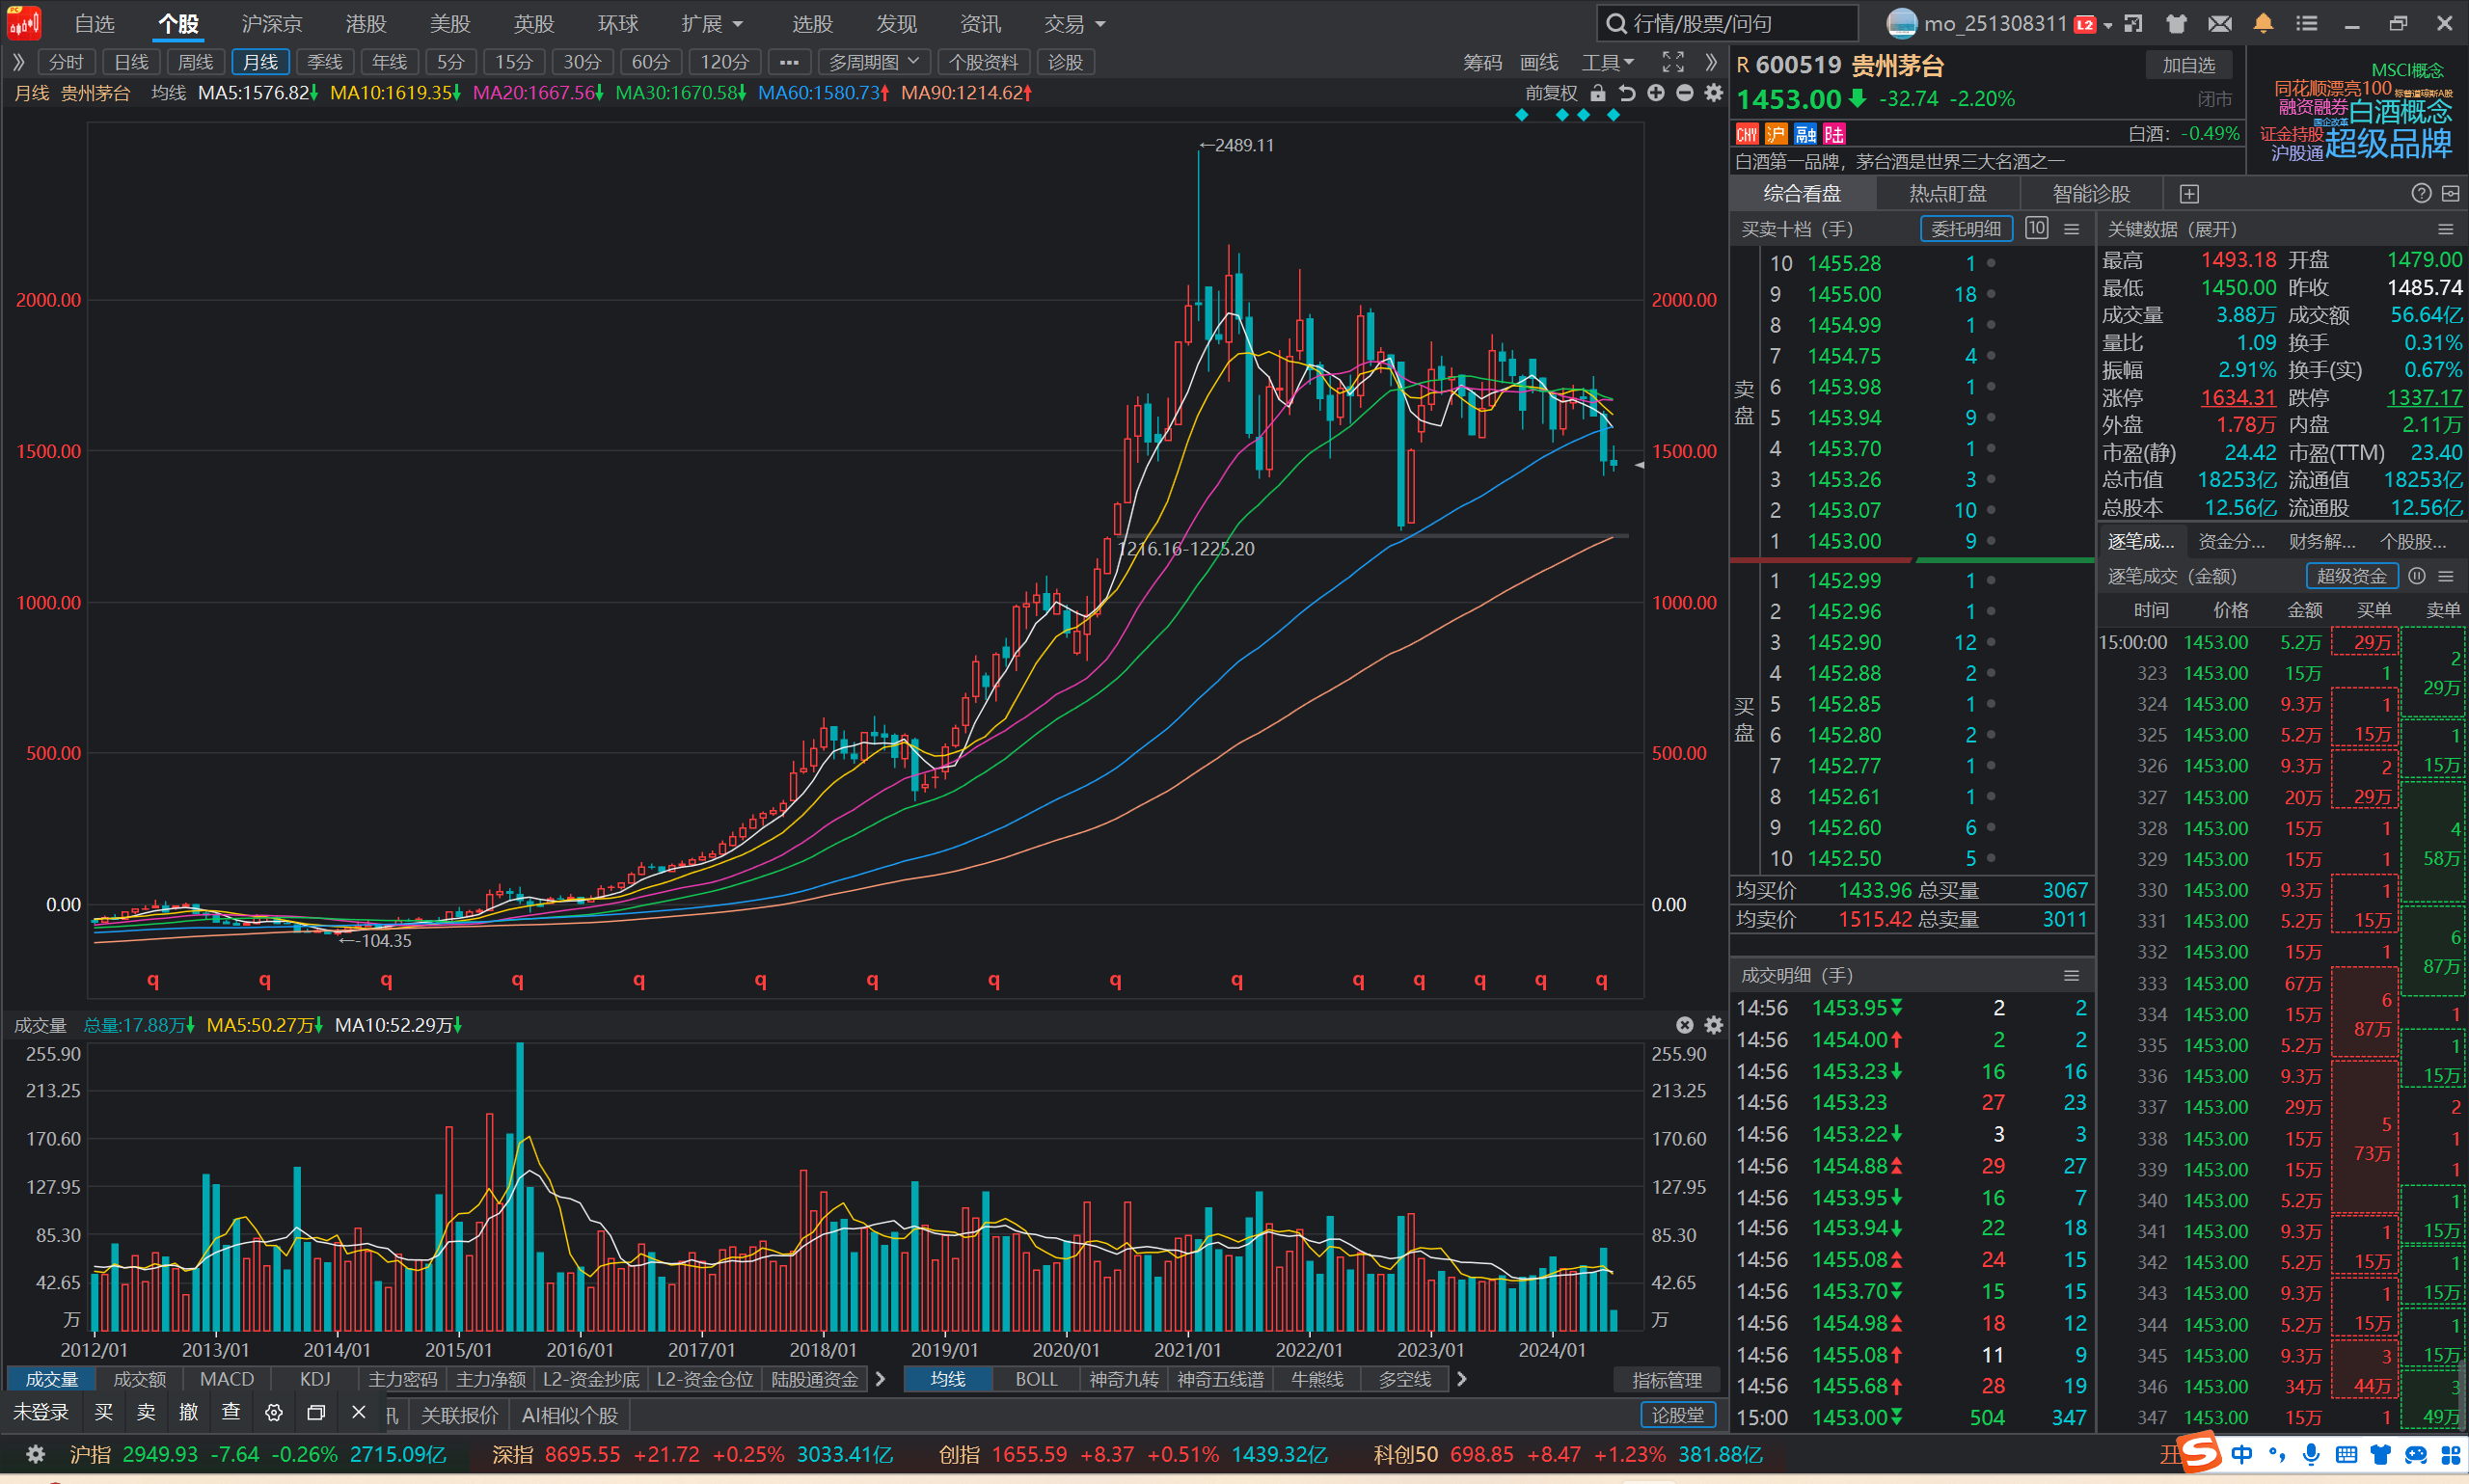 自选 个股 沪深京 港股 美股 英股 环球 扩展 选股 发现 资讯 交易 行情/股票/问句 mo_251308311 L2
分时 日线 周线 月线 季线 年线 5分 15分 30分 60分 120分 ••• 多周期图 个股资料 诊股 筹码 画线 工具
月线 贵州茅台 均线 MA5:1576.82↓ MA10:1619.35↓ MA20:1667.56↓ MA30:1670.58↓ MA60:1580.73↑ MA90:1214.62↑ 前复权
←2489.11
2000.00 2000.00
1500.00 1500.00
1216.16-1225.20
1000.00 1000.00
500.00 500.00
0.00 0.00
←-104.35
q q q q q q q q q q q q q q q
成交量 总量:17.88万↓ MA5:50.27万↓ MA10:52.29万↓
255.90 255.90
213.25 213.25
170.60 170.60
127.95 127.95
85.30 85.30
42.65 42.65
万 万
2012/01 2013/01 2014/01 2015/01 2016/01 2017/01 2018/01 2019/01 2020/01 2021/01 2022/01 2023/01 2024/01
成交量 成交额 MACD KDJ 主力密码 主力净额 L2-资金抄底 L2-资金仓位 陆股通资金 均线 BOLL 神奇九转 神奇五线谱 牛熊线 多空线 指标管理
未登录 买 卖 撤 查 讯 关联报价 AI相似个股 论股堂
R 600519 贵州茅台 加自选
1453.00 -32.74 -2.20% 闭市
CNY 沪 融 陆 白酒: -0.49%
白酒第一品牌，茅台酒是世界三大名酒之一
MSCI概念
同花顺漂亮100 标普道琼斯A股
融资融券 白酒概念
国企改革
证金持股 超级品牌
沪股通
综合看盘 热点盯盘 智能诊股
买卖十档（手） 委托明细 10
卖盘
10 1455.28 1
9 1455.00 18
8 1454.99 1
7 1454.75 4
6 1453.98 1
5 1453.94 9
4 1453.70 1
3 1453.26 3
2 1453.07 10
1 1453.00 9
买盘
1 1452.99 1
2 1452.96 1
3 1452.90 12
4 1452.88 2
5 1452.85 1
6 1452.80 2
7 1452.77 1
8 1452.61 1
9 1452.60 6
10 1452.50 5
均买价 1433.96 总买量 3067
均卖价 1515.42 总卖量 3011
成交明细（手）
14:56 1453.95 2 2
14:56 1454.00↑ 2 2
14:56 1453.23↓ 16 16
14:56 1453.23 27 23
14:56 1453.22↓ 3 3
14:56 1454.88 29 27
14:56 1453.95↓ 16 7
14:56 1453.94↓ 22 18
14:56 1455.08 24 15
14:56 1453.70 15 15
14:56 1454.98 18 12
14:56 1455.08↑ 11 9
14:56 1455.68↑ 28 19
15:00 1453.00 504 347
关键数据（展开）
最高 1493.18 开盘 1479.00
最低 1450.00 昨收 1485.74
成交量 3.88万 成交额 56.64亿
量比 1.09 换手 0.31%
振幅 2.91% 换手(实) 0.67%
涨停 1634.31 跌停 1337.17
外盘 1.78万 内盘 2.11万
市盈(静) 24.42 市盈(TTM) 23.40
总市值 18253亿 流通值 18253亿
总股本 12.56亿 流通股 12.56亿
逐笔成... 资金分... 财务解... 个股股...
逐笔成交（金额） 超级资金
时间 价格 金额 买单 卖单
15:00:00 1453.00 5.2万 29万 2
323 1453.00 15万 1 29万
324 1453.00 9.3万 1
325 1453.00 5.2万 15万 1
326 1453.00 9.3万 2 15万
327 1453.00 20万 29万
328 1453.00 15万 1 4
329 1453.00 15万 1 58万
330 1453.00 9.3万 1
331 1453.00 5.2万 15万
332 1453.00 15万 1 6
333 1453.00 67万 6 87万
334 1453.00 15万 87万 1
335 1453.00 5.2万 1
336 1453.00 9.3万 15万
337 1453.00 29万 5 2
338 1453.00 15万 73万 1
339 1453.00 15万 1
340 1453.00 5.2万 1
341 1453.00 9.3万 1 15万
342 1453.00 5.2万 15万 1
343 1453.00 9.3万 1 15万
344 1453.00 5.2万 15万 1
345 1453.00 9.3万 3 15万
346 1453.00 34万 44万 3
347 1453.00 15万 1 49万
沪指 2949.93 -7.64 -0.26% 2715.09亿 深指 8695.55 +21.72 +0.25% 3033.41亿 创指 1655.59 +8.37 +0.51% 1439.32亿 科创50 698.85 +8.47 +1.23% 381.88亿 开 中